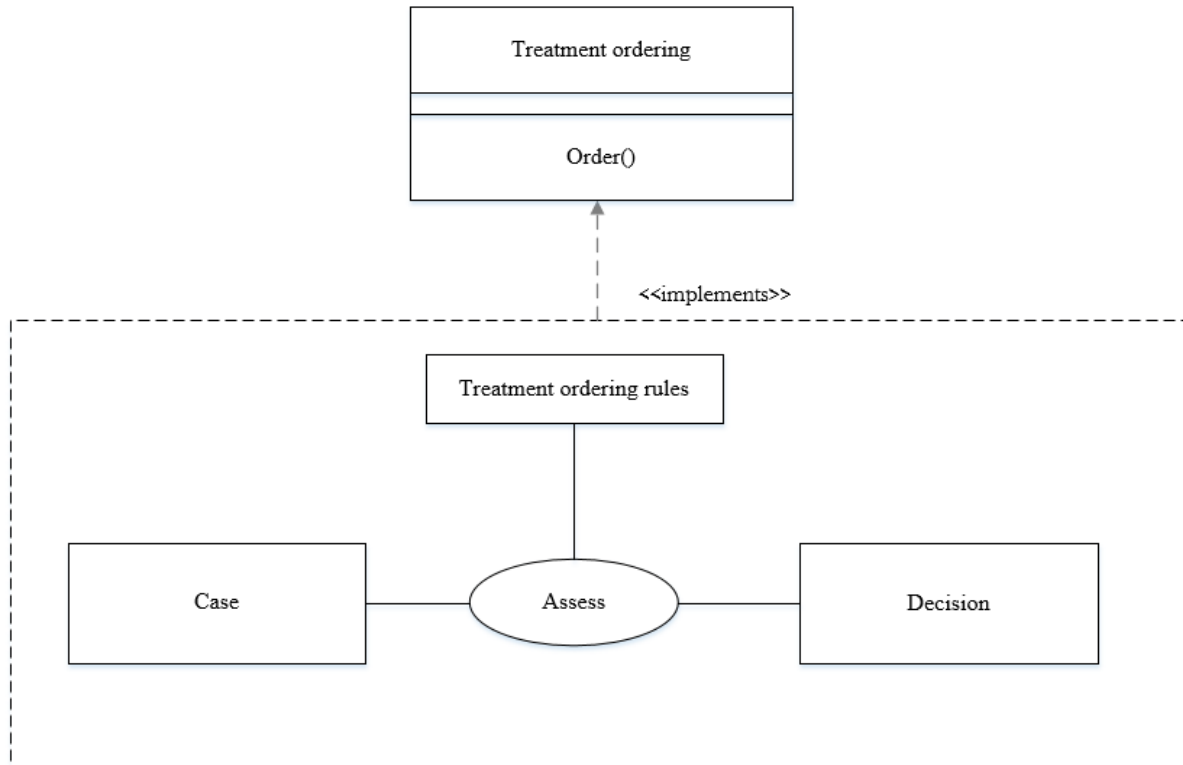 Treatment ordering
Order()
<<implements>>
Treatment ordering rules
Case
Assess
Decision